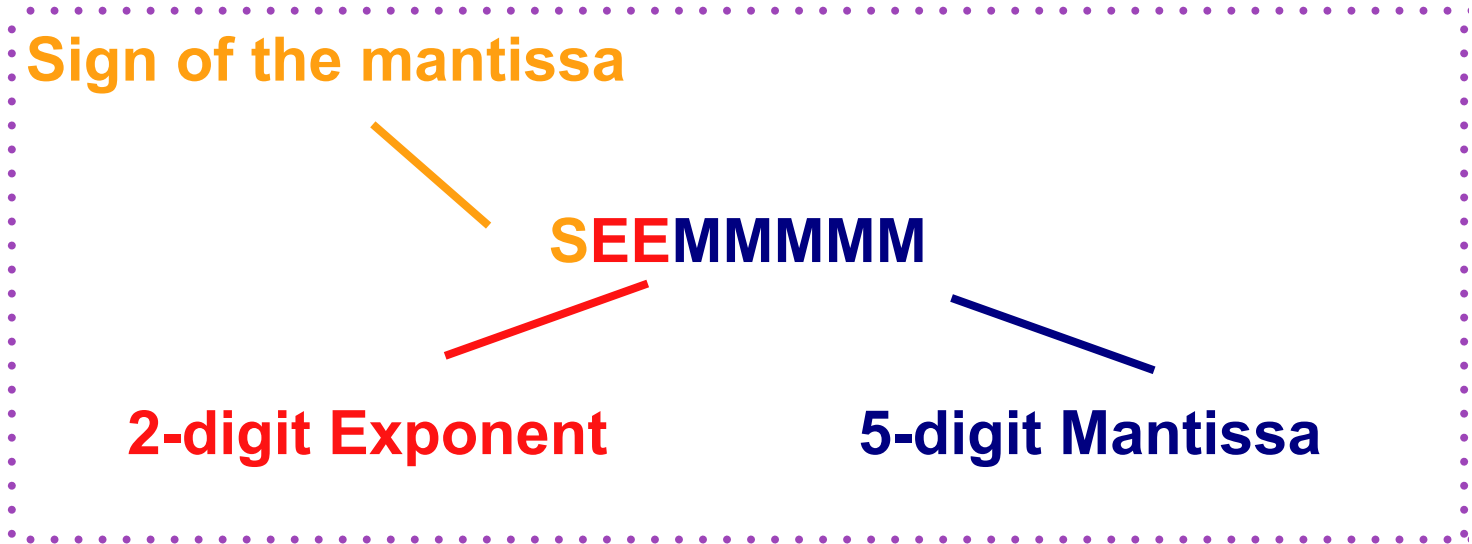 Sign of the mantissa
SEEMMMMM
2-digit Exponent
5-digit Mantissa